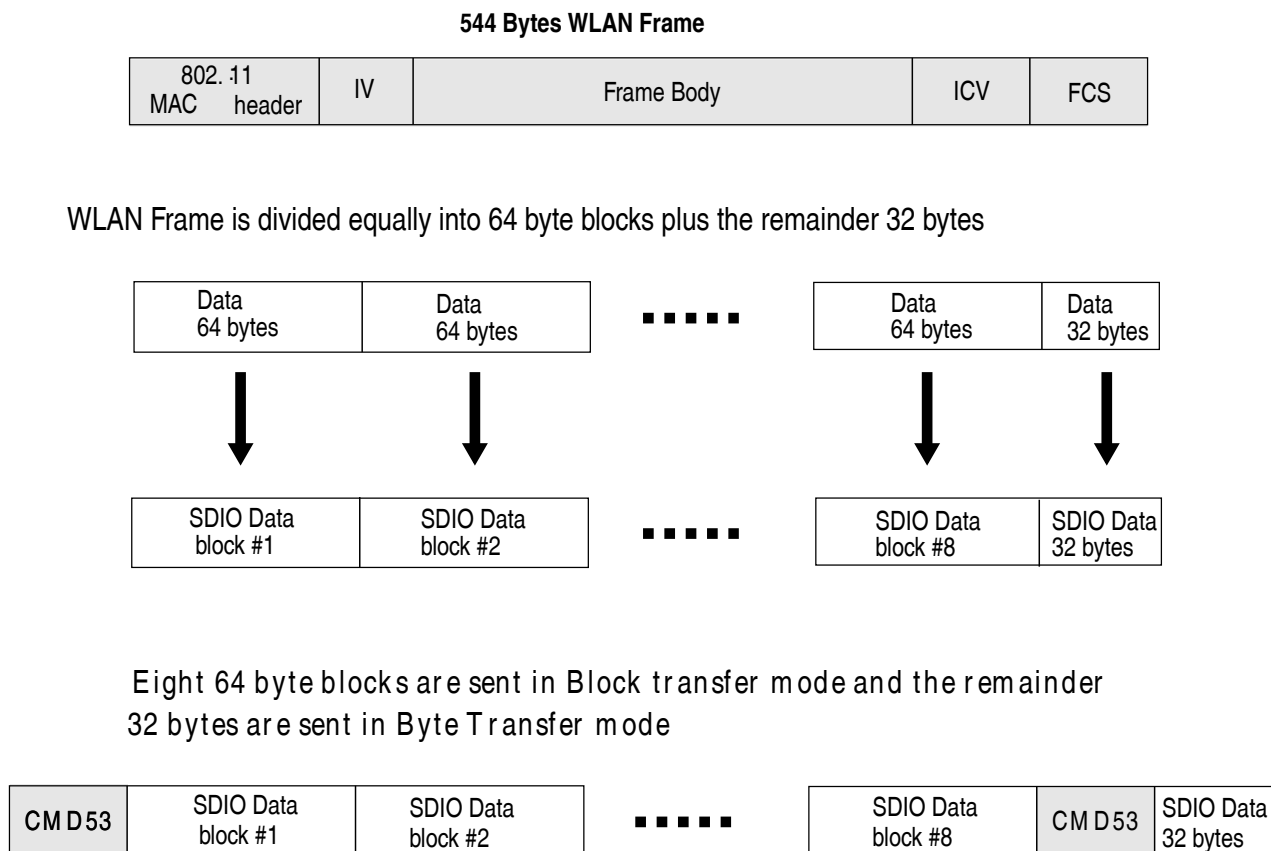 544 Bytes WLAN Frame
802.11
MAC header
IV
Frame Body
ICV
FCS
WLAN Frame is divided equally into 64 byte blocks plus the remainder 32 bytes
Data
64 bytes
Data
64 bytes
Data
64 bytes
Data
32 bytes
SDIO Data
block #1
SDIO Data
block #2
SDIO Data
block #8
SDIO Data
32 bytes
Eight 64 byte blocks are sent in Block transfer mode and the remainder
32 bytes are sent in Byte Transfer mode
CMD53
SDIO Data
block #1
SDIO Data
block #2
SDIO Data
block #8
CMD53
SDIO Data
32 bytes